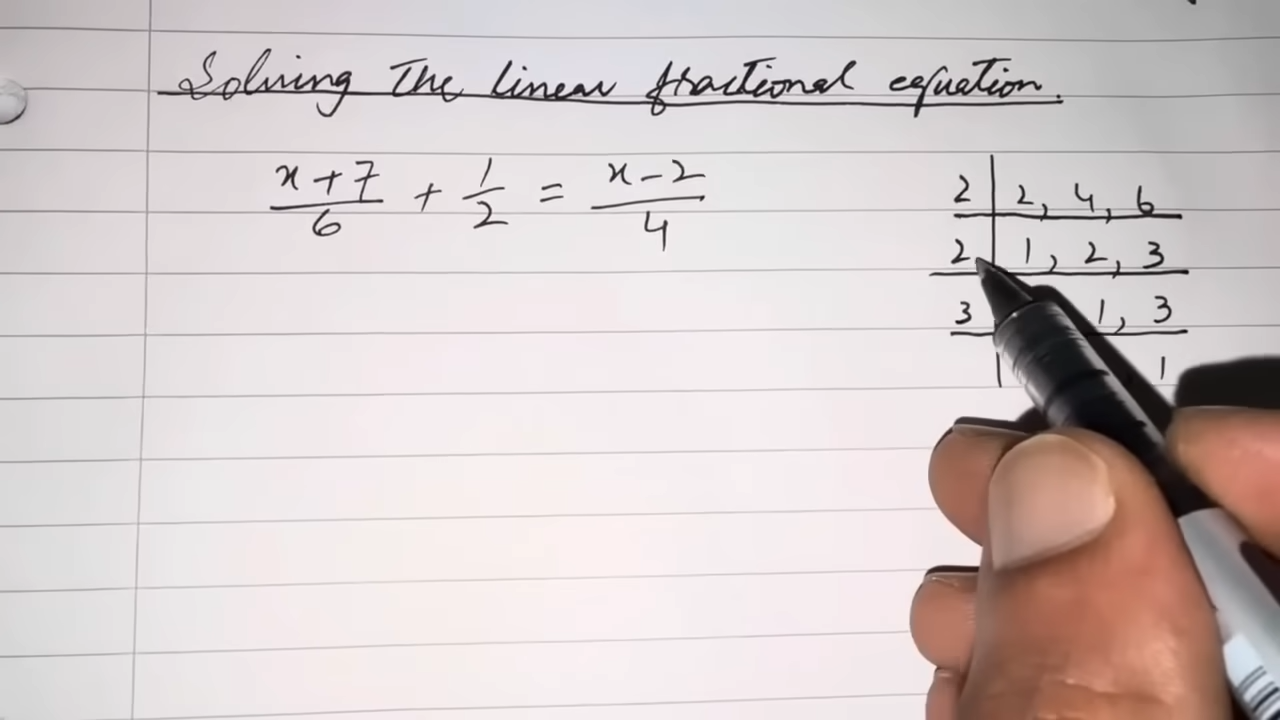 Solving The linear fractional equation.
x+7/6 + 1/2 = x-2/4
2 | 2, 4, 6
2 | 1, 2, 3
3 | 1, 3
| 1